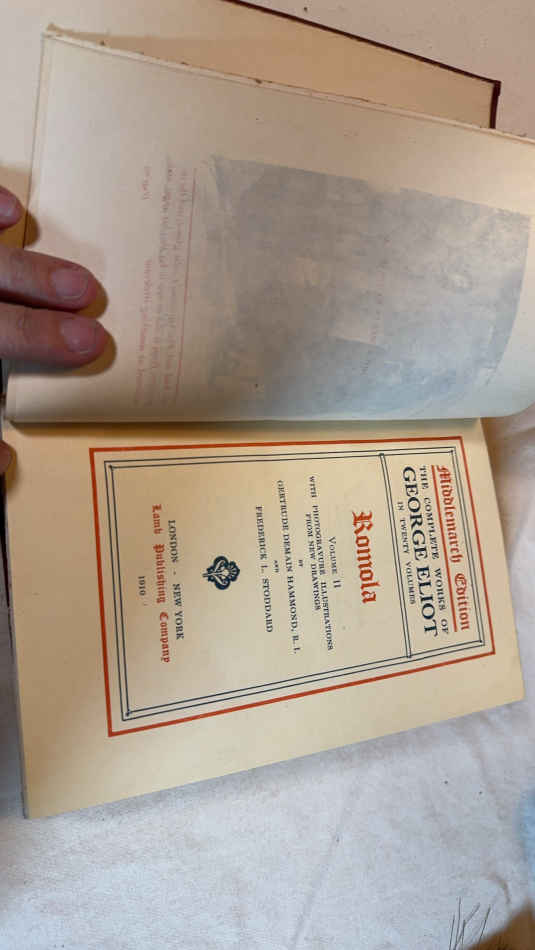 Middlemarch Edition
THE COMPLETE WORKS OF
GEORGE ELIOT
IN TWENTY VOLUMES
Romola
VOLUME II
WITH PHOTOGRAVURE ILLUSTRATIONS
FROM NEW DRAWINGS
BY
GERTRUDE DEMAIN HAMMOND, R. I.
AND
FREDERICK L. STODDARD
LONDON - NEW YORK
Lamb Publishing Company
1910